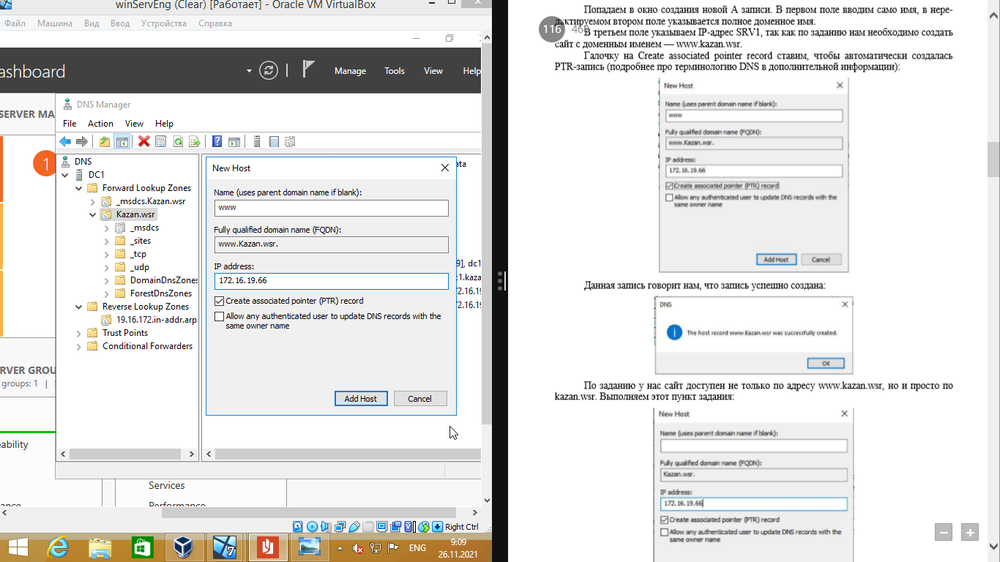 winServEng (Clear) [Работает] - Oracle VM VirtualBox
Файл Машина Вид Ввод Устройства Справка
ashboard
Manage Tools View Help
SERVER MA
1
DNS Manager
File Action View Help
DNS
DC1
Forward Lookup Zones
_msdcs.Kazan.wsr
Kazan.wsr
_msdcs
_sites
_tcp
_udp
DomainDnsZones
ForestDnsZones
Reverse Lookup Zones
19.16.172.in-addr.arp
Trust Points
Conditional Forwarders
ata
9], dc1
c1.kaza
72.16.19
72.16.19
New Host
Name (uses parent domain name if blank):
www
Fully qualified domain name (FQDN):
www.Kazan.wsr.
IP address:
172.16.19.66
Create associated pointer (PTR) record
Allow any authenticated user to update DNS records with the
same owner name
Add Host Cancel
RVER GROU
groups: 1 |
eability
Services
Performance
Right Ctrl
ENG
9:09
26.11.2021
Попадаем в окно создания новой А записи. В первом поле вводим само имя, в нере-
дактируемом втором поле указывается полное доменное имя.
116 468
В третьем поле указываем IP-адрес SRV1, так как по заданию нам необходимо создать
сайт с доменным именем — www.kazan.wsr.
Галочку на Create associated pointer record ставим, чтобы автоматически создалась
PTR-запись (подробнее про терминологию DNS в дополнительной информации):
New Host
Name (uses parent domain name if blank):
www
Fully qualified domain name (FQDN):
www.Kazan.wsr.
IP address:
172.16.19.66
Create associated pointer (PTR) record
Allow any authenticated user to update DNS records with the
same owner name
Add Host Cancel
Данная запись говорит нам, что запись успешно создана:
DNS
The host record www.Kazan.wsr was successfully created.
OK
По заданию у нас сайт доступен не только по адресу www.kazan.wsr, но и просто по
kazan.wsr. Выполняем этот пункт задания:
New Host
Name (uses parent domain name if blank):
Fully qualified domain name (FQDN):
Kazan.wsr.
IP address:
172.16.19.66
Create associated pointer (PTR) record
Allow any authenticated user to update DNS records with the
same owner name